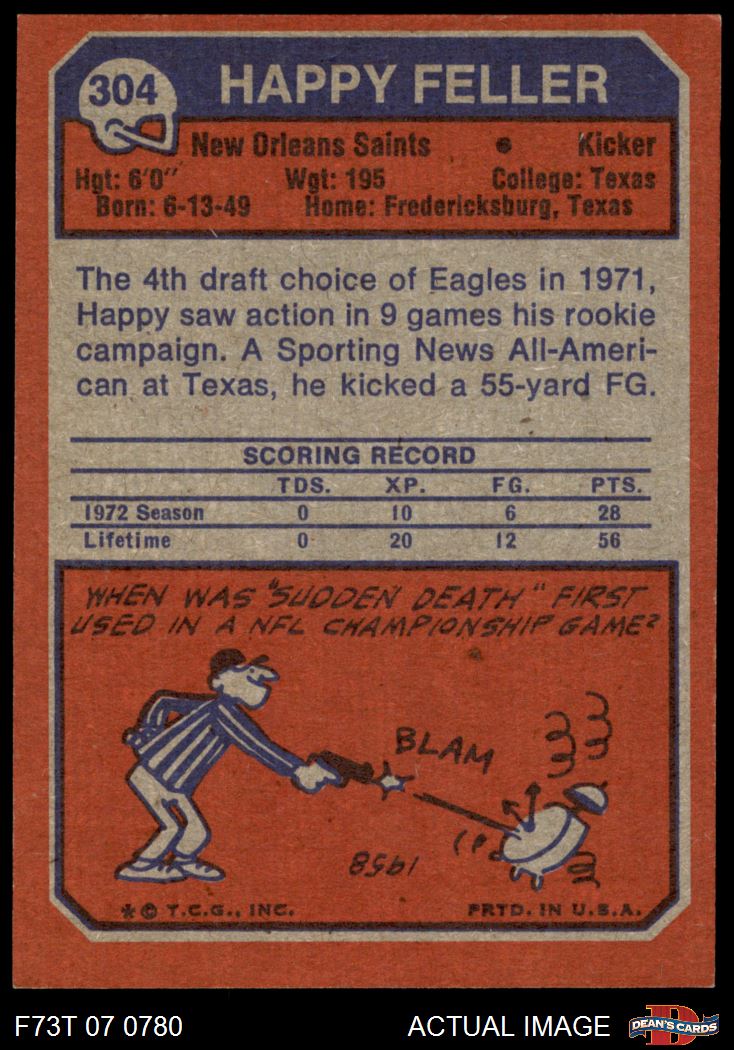 304
HAPPY FELLER
New Orleans Saints • Kicker
Hgt: 6'0" Wgt: 195 College: Texas
Born: 6-13-49 Home: Fredericksburg, Texas
The 4th draft choice of Eagles in 1971,
Happy saw action in 9 games his rookie
campaign. A Sporting News All-Ameri-
can at Texas, he kicked a 55-yard FG.
SCORING RECORD
TDS. XP. FG. PTS.
1972 Season 0 10 6 28
Lifetime 0 20 12 56
WHEN WAS "SUDDEN DEATH" FIRST
USED IN A NFL CHAMPIONSHIP GAME?
BLAM
1958
*© T.C.G., INC. PRTD. IN U.S.A.
F73T 07 0780 ACTUAL IMAGE
D
DEAN'S CARDS